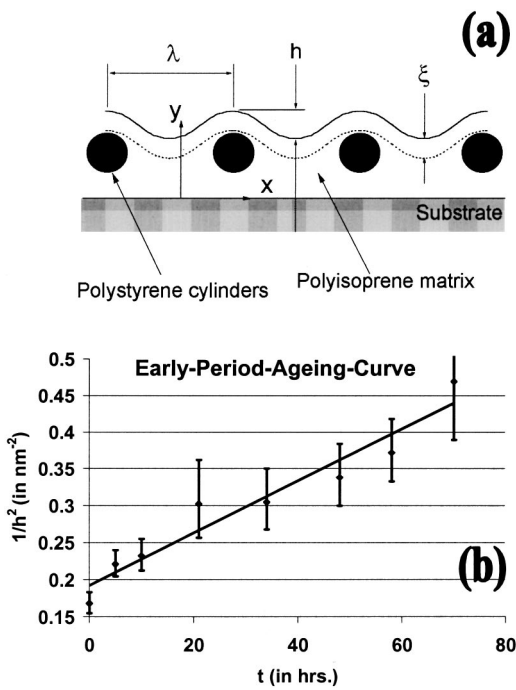 (a)
λ
h
ξ
y
x
Substrate
Polystyrene cylinders
Polyisoprene matrix
Early-Period-Ageing-Curve
0.5
0.45
0.4
0.35
0.3
0.25
0.2
0.15
1/h² (in nm⁻²)
(b)
0 20 40 60 80
t (in hrs.)